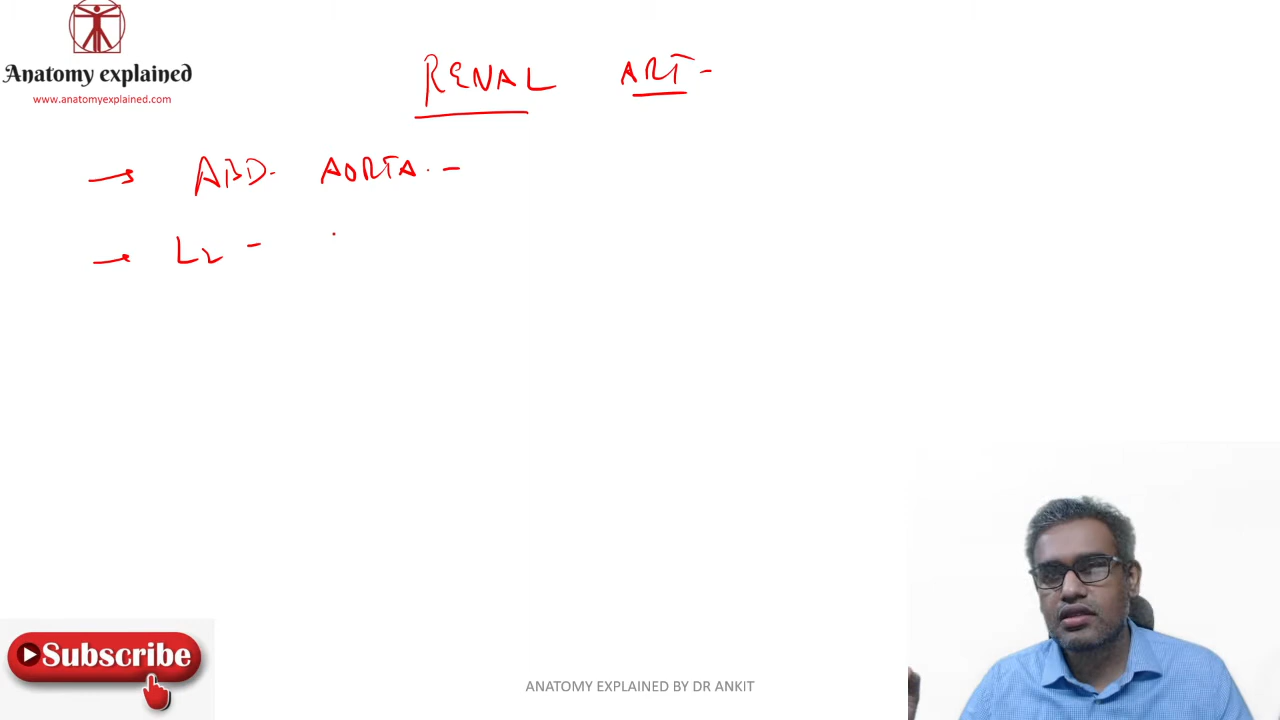 Anatomy explained
www.anatomyexplained.com
RENAL ART-
→ ABD. AORTA. -
→ L2 -
Subscribe
ANATOMY EXPLAINED BY DR ANKIT